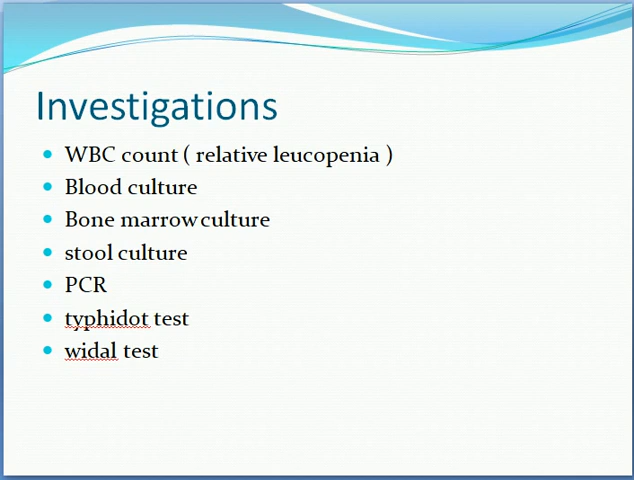 Investigations
WBC count ( relative leucopenia )
Blood culture
Bone marrow culture
stool culture
PCR
typhidot test
widal test